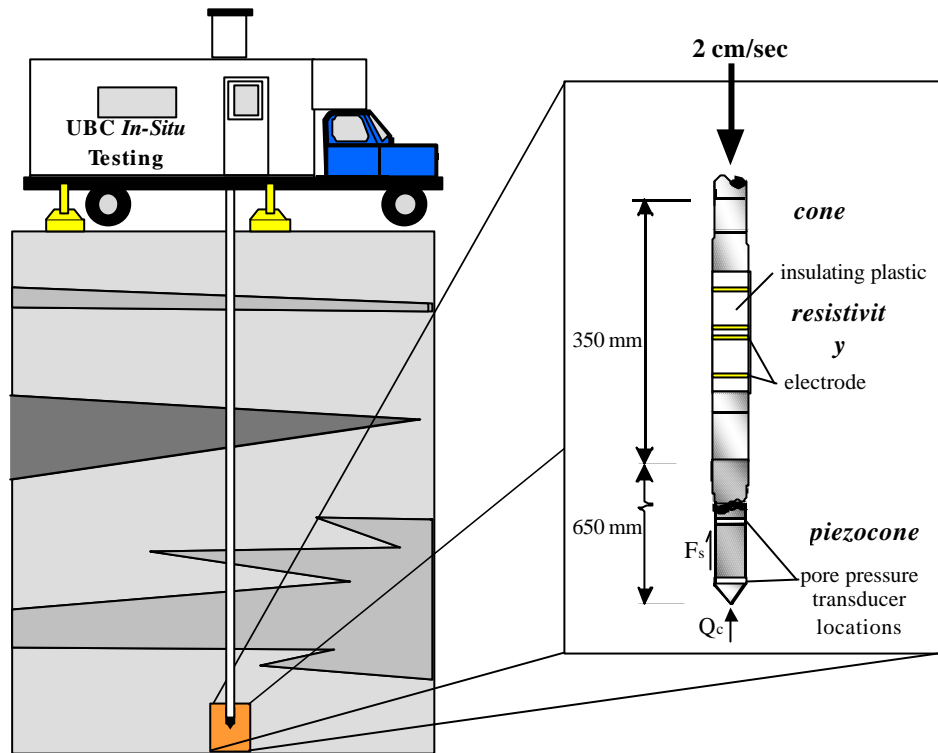 UBC In-Situ
Testing
2 cm/sec
cone
insulating plastic
resistivit
y
350 mm
electrode
650 mm
piezocone
Fs
pore pressure
transducer
locations
Qc